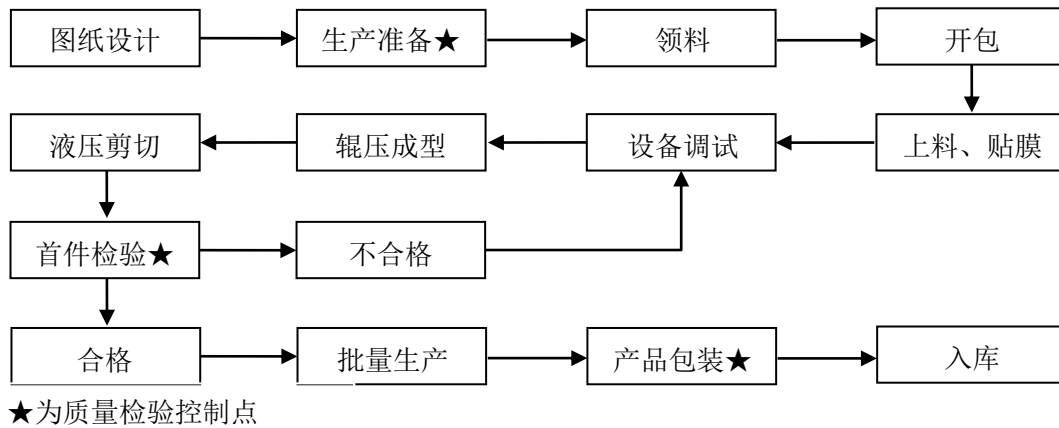 图纸设计
生产准备★
领料
开包
液压剪切
辊压成型
设备调试
上料、贴膜
首件检验★
不合格
合格
批量生产
产品包装★
入库
★为质量检验控制点